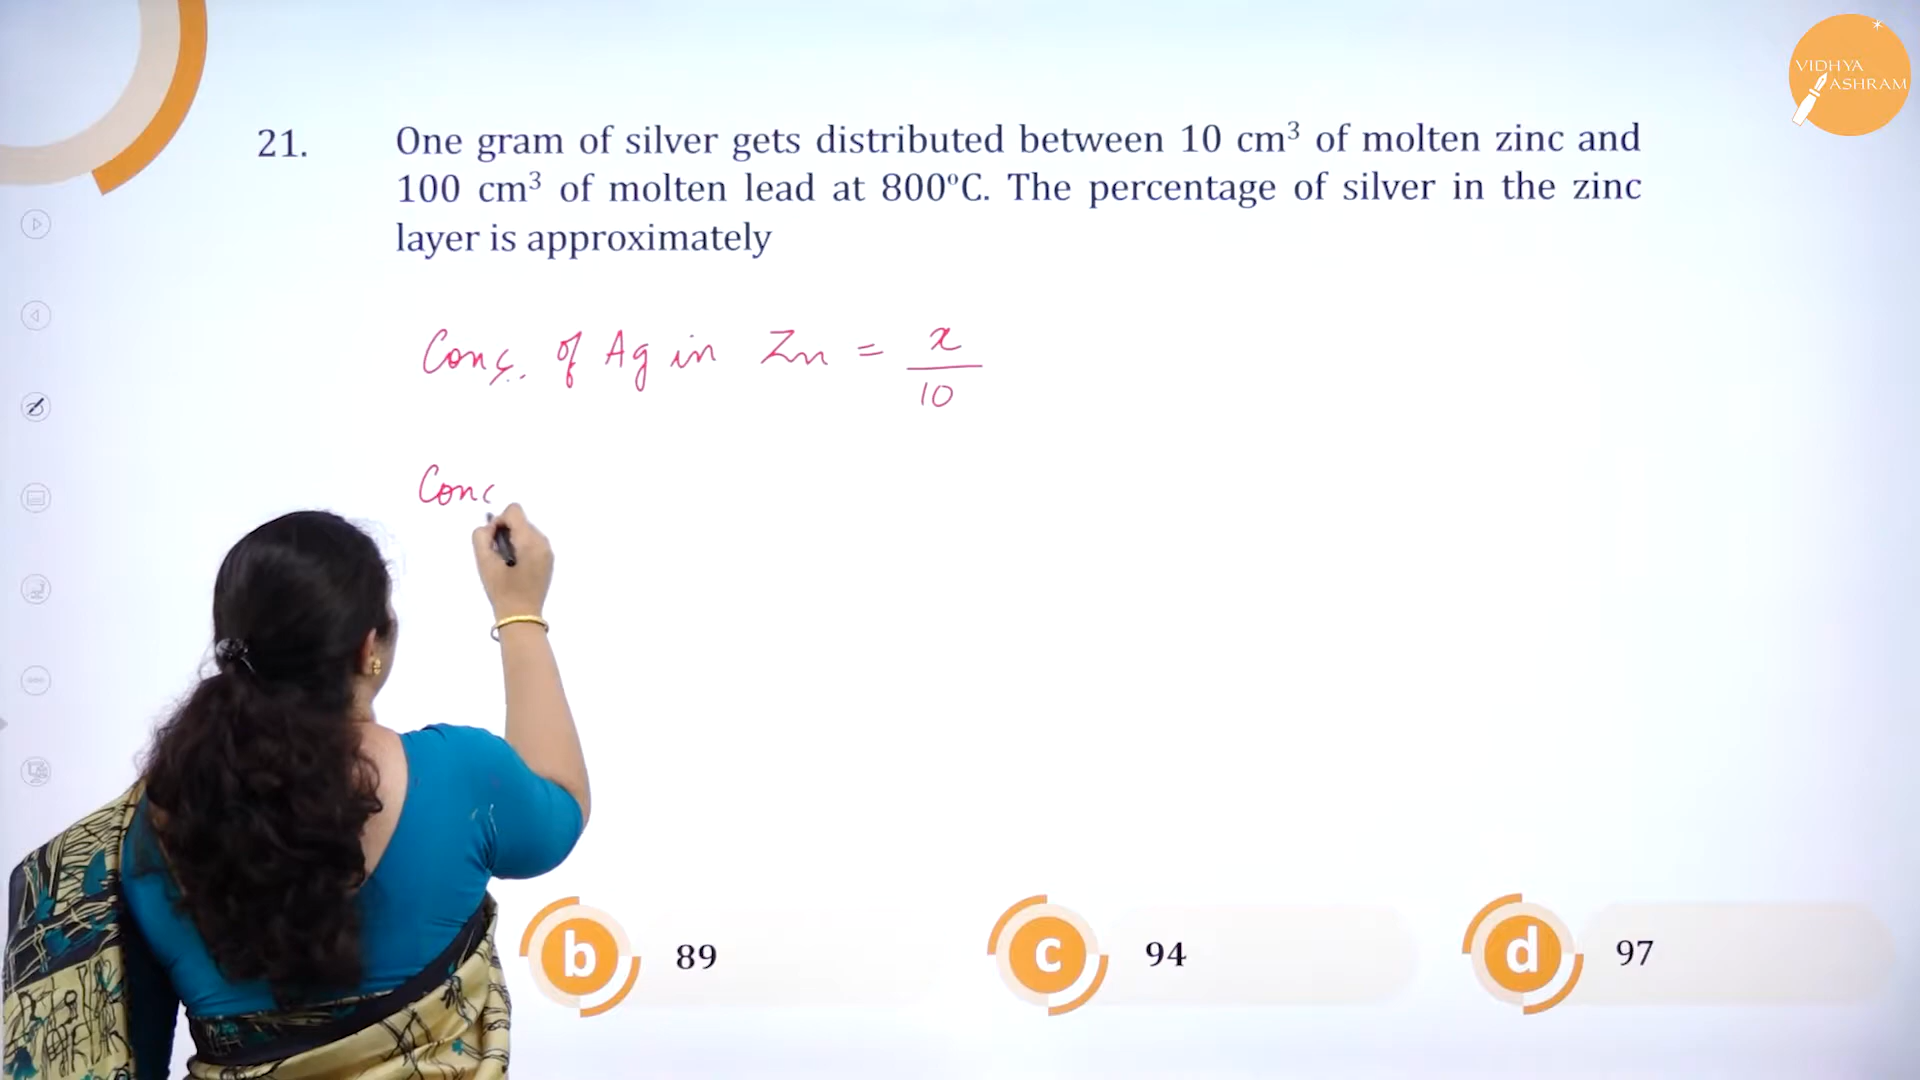 VIDHYA
ASHRAM
21. One gram of silver gets distributed between 10 cm³ of molten zinc and
100 cm³ of molten lead at 800°C. The percentage of silver in the zinc
layer is approximately
Conc. of Ag in Zn = x/10
Conc
b 89
c 94
d 97